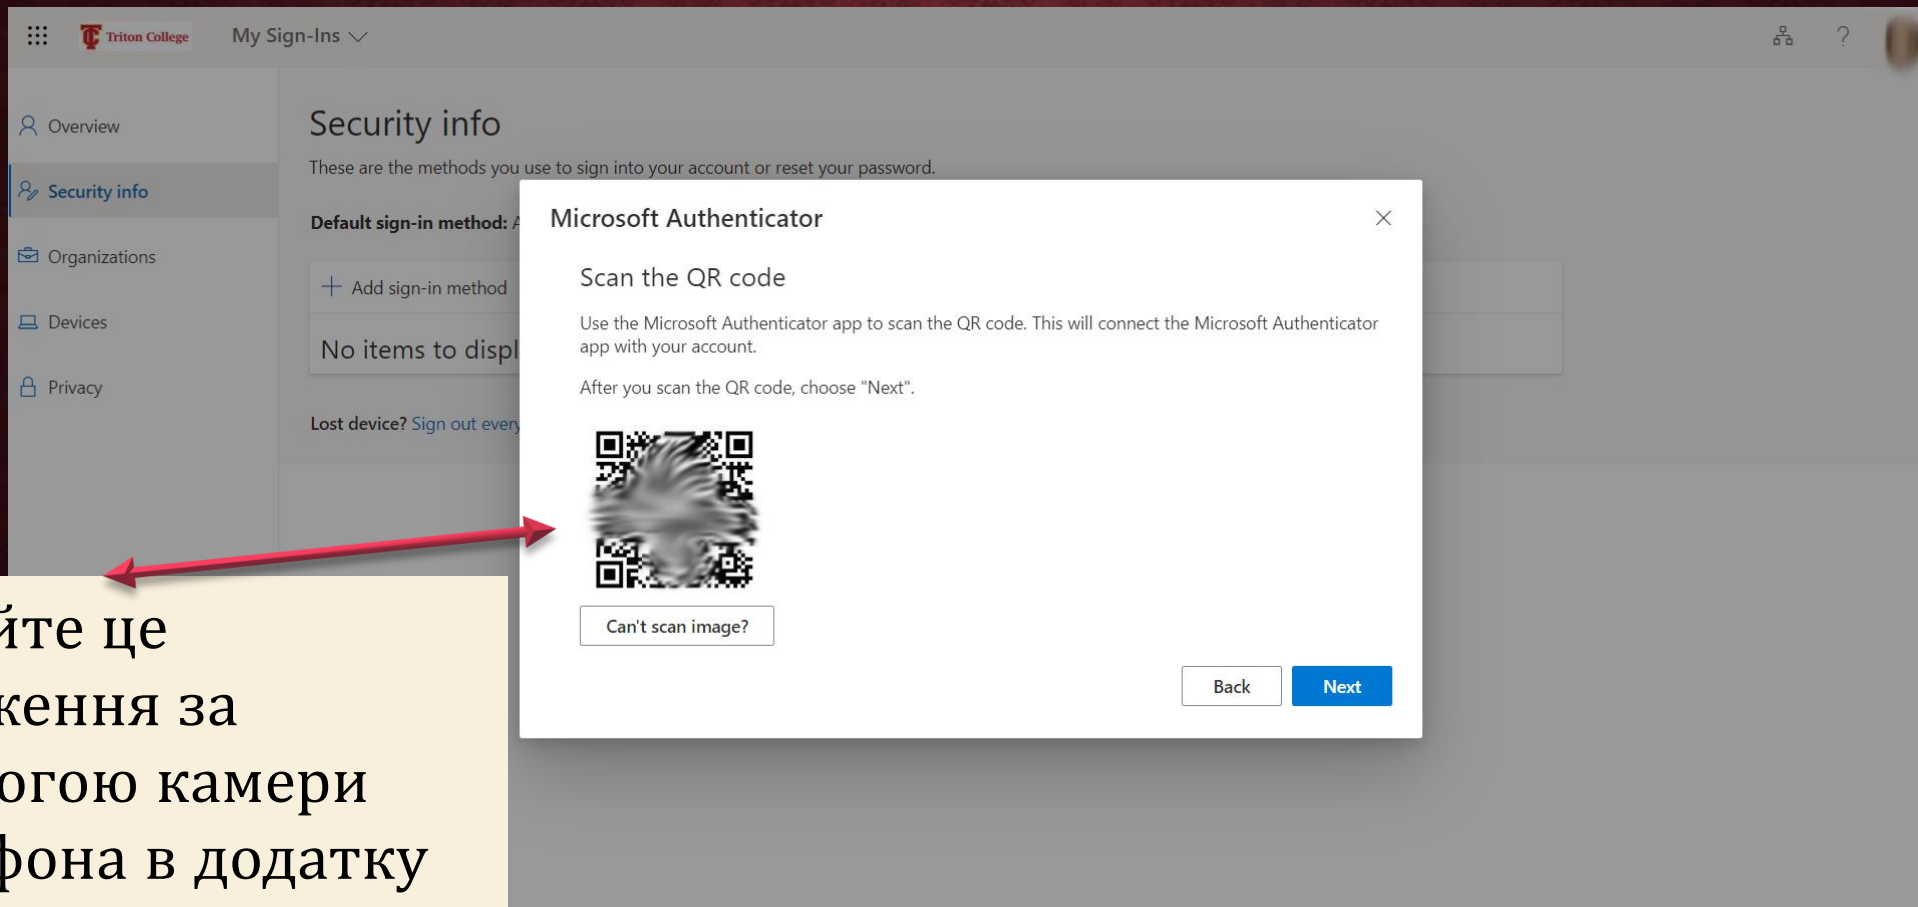 Triton College
My Sign-Ins
?
Overview
Security info
Organizations
Devices
Privacy
Security info
These are the methods you use to sign into your account or reset your password.
Default sign-in method:
Add sign-in method
No items to displ
Lost device? Sign out every
Microsoft Authenticator
Scan the QR code
Use the Microsoft Authenticator app to scan the QR code. This will connect the Microsoft Authenticator
app with your account.
After you scan the QR code, choose "Next".
Can't scan image?
Back
Next
йте це
ження за
огою камери
фона в додатку